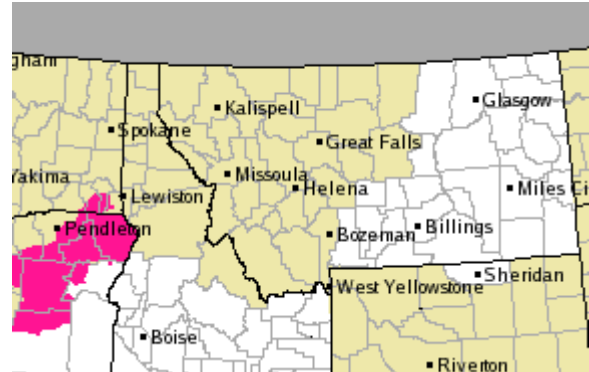 gham
Kalispell
Glasgow
Spokane
Great Falls
Yakima
Missoula
Lewiston
Helena
Miles Ci
Pendleton
Bozeman
Billings
West Yellowstone
Sheridan
Boise
Riverton